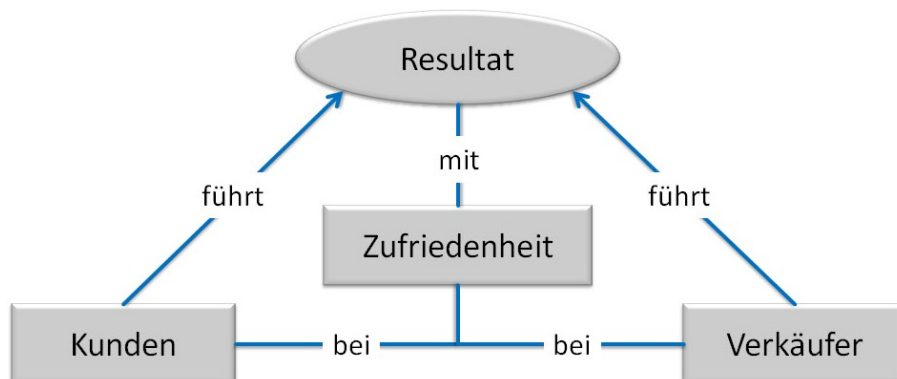 Resultat
mit
führt
führt
Zufriedenheit
Kunden
bei
bei
Verkäufer